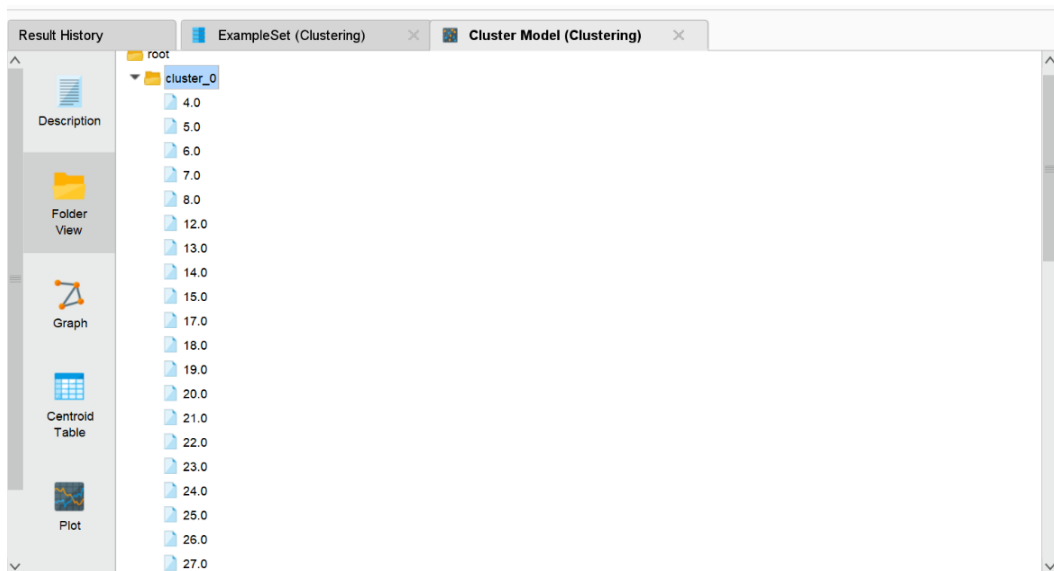 Result History
ExampleSet (Clustering)
Cluster Model (Clustering)
Description
Folder
View
Graph
Centroid
Table
Plot
root
cluster_0
4.0
5.0
6.0
7.0
8.0
12.0
13.0
14.0
15.0
17.0
18.0
19.0
20.0
21.0
22.0
23.0
24.0
25.0
26.0
27.0